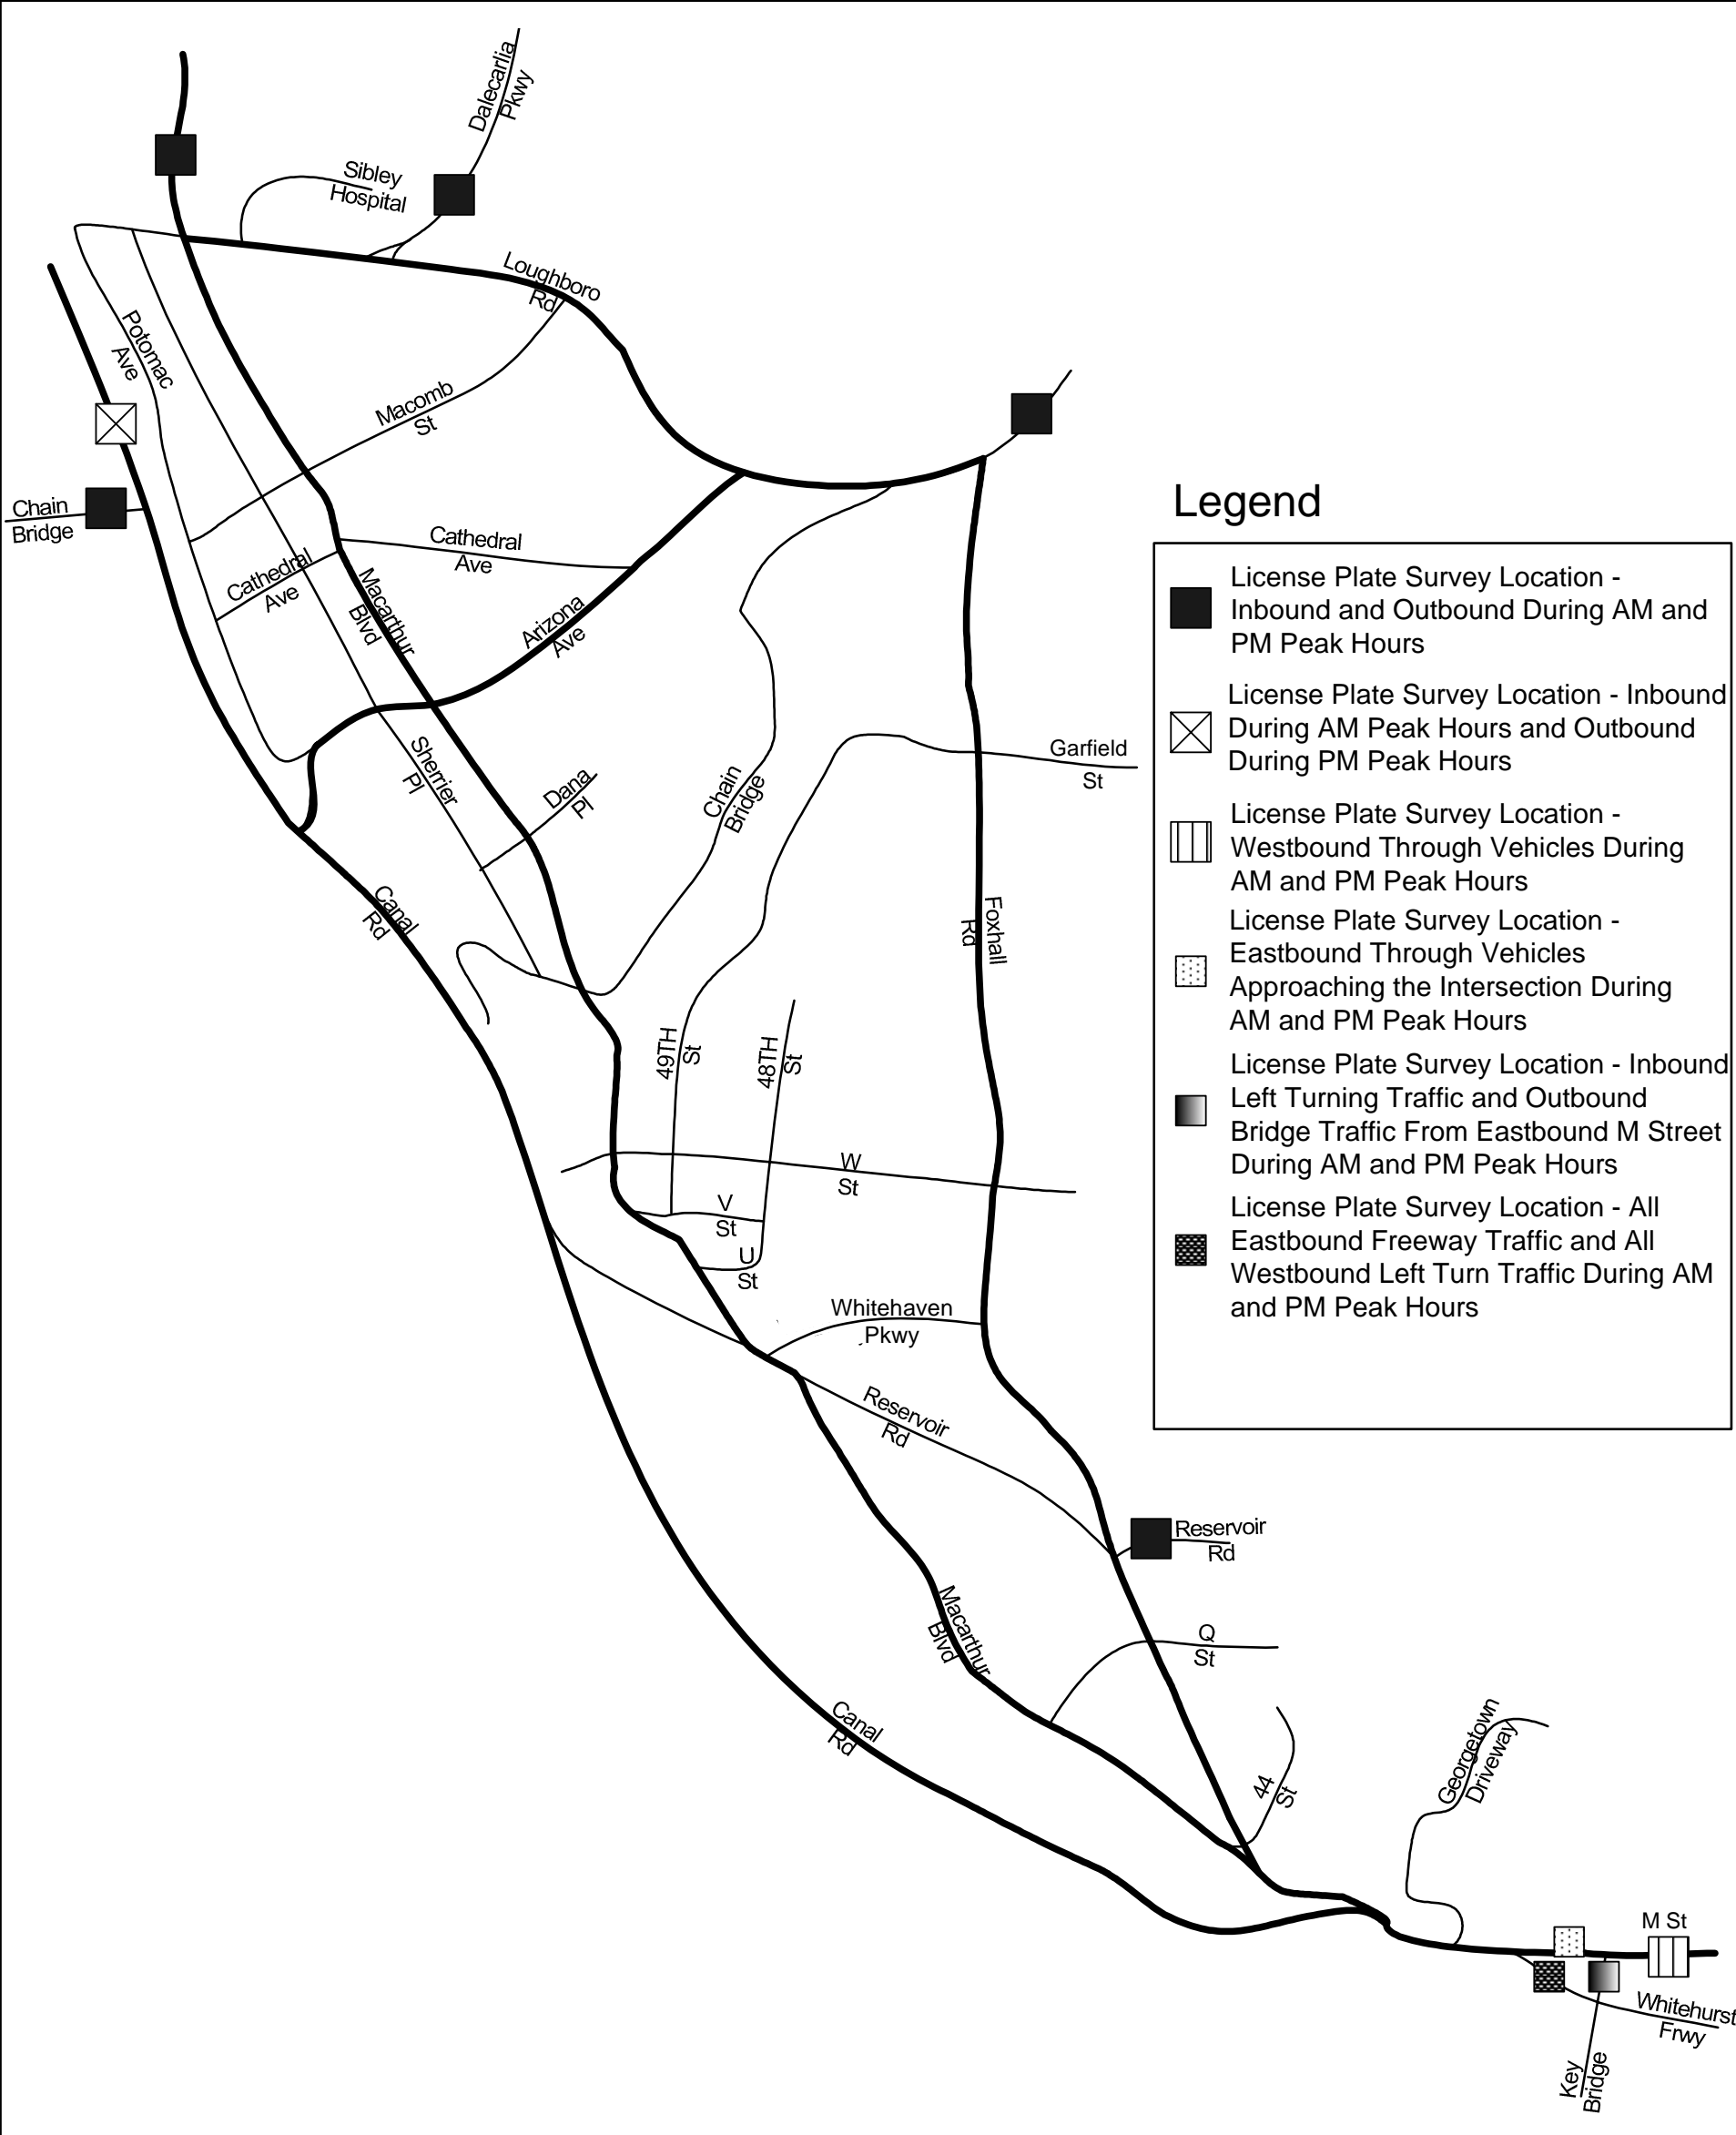 Dalecarlia
Pkwy
Sibley
Hospital
Loughboro
Rd
Potomac
Ave
Macomb
St
Chain
Bridge
Cathedral
Ave
Cathedral
Ave
Macarthur
Blvd
Arizona
Ave
Sherrier
Pl
Dana
Pl
Chain
Bridge
Garfield
St
Canal
Rd
Foxhall
Rd
49TH
St
48TH
St
W
St
V
St
U
St
Whitehaven
Pkwy
Reservoir
Rd
Reservoir
Rd
Macarthur
Blvd
Q
St
Canal
Rd
44
St
Georgetown
Driveway
M St
Whitehurst
Frwy
Key
Bridge
Legend
License Plate Survey Location -
Inbound and Outbound During AM and
PM Peak Hours
License Plate Survey Location - Inbound
During AM Peak Hours and Outbound
During PM Peak Hours
License Plate Survey Location -
Westbound Through Vehicles During
AM and PM Peak Hours
License Plate Survey Location -
Eastbound Through Vehicles
Approaching the Intersection During
AM and PM Peak Hours
License Plate Survey Location - Inbound
Left Turning Traffic and Outbound
Bridge Traffic From Eastbound M Street
During AM and PM Peak Hours
License Plate Survey Location - All
Eastbound Freeway Traffic and All
Westbound Left Turn Traffic During AM
and PM Peak Hours